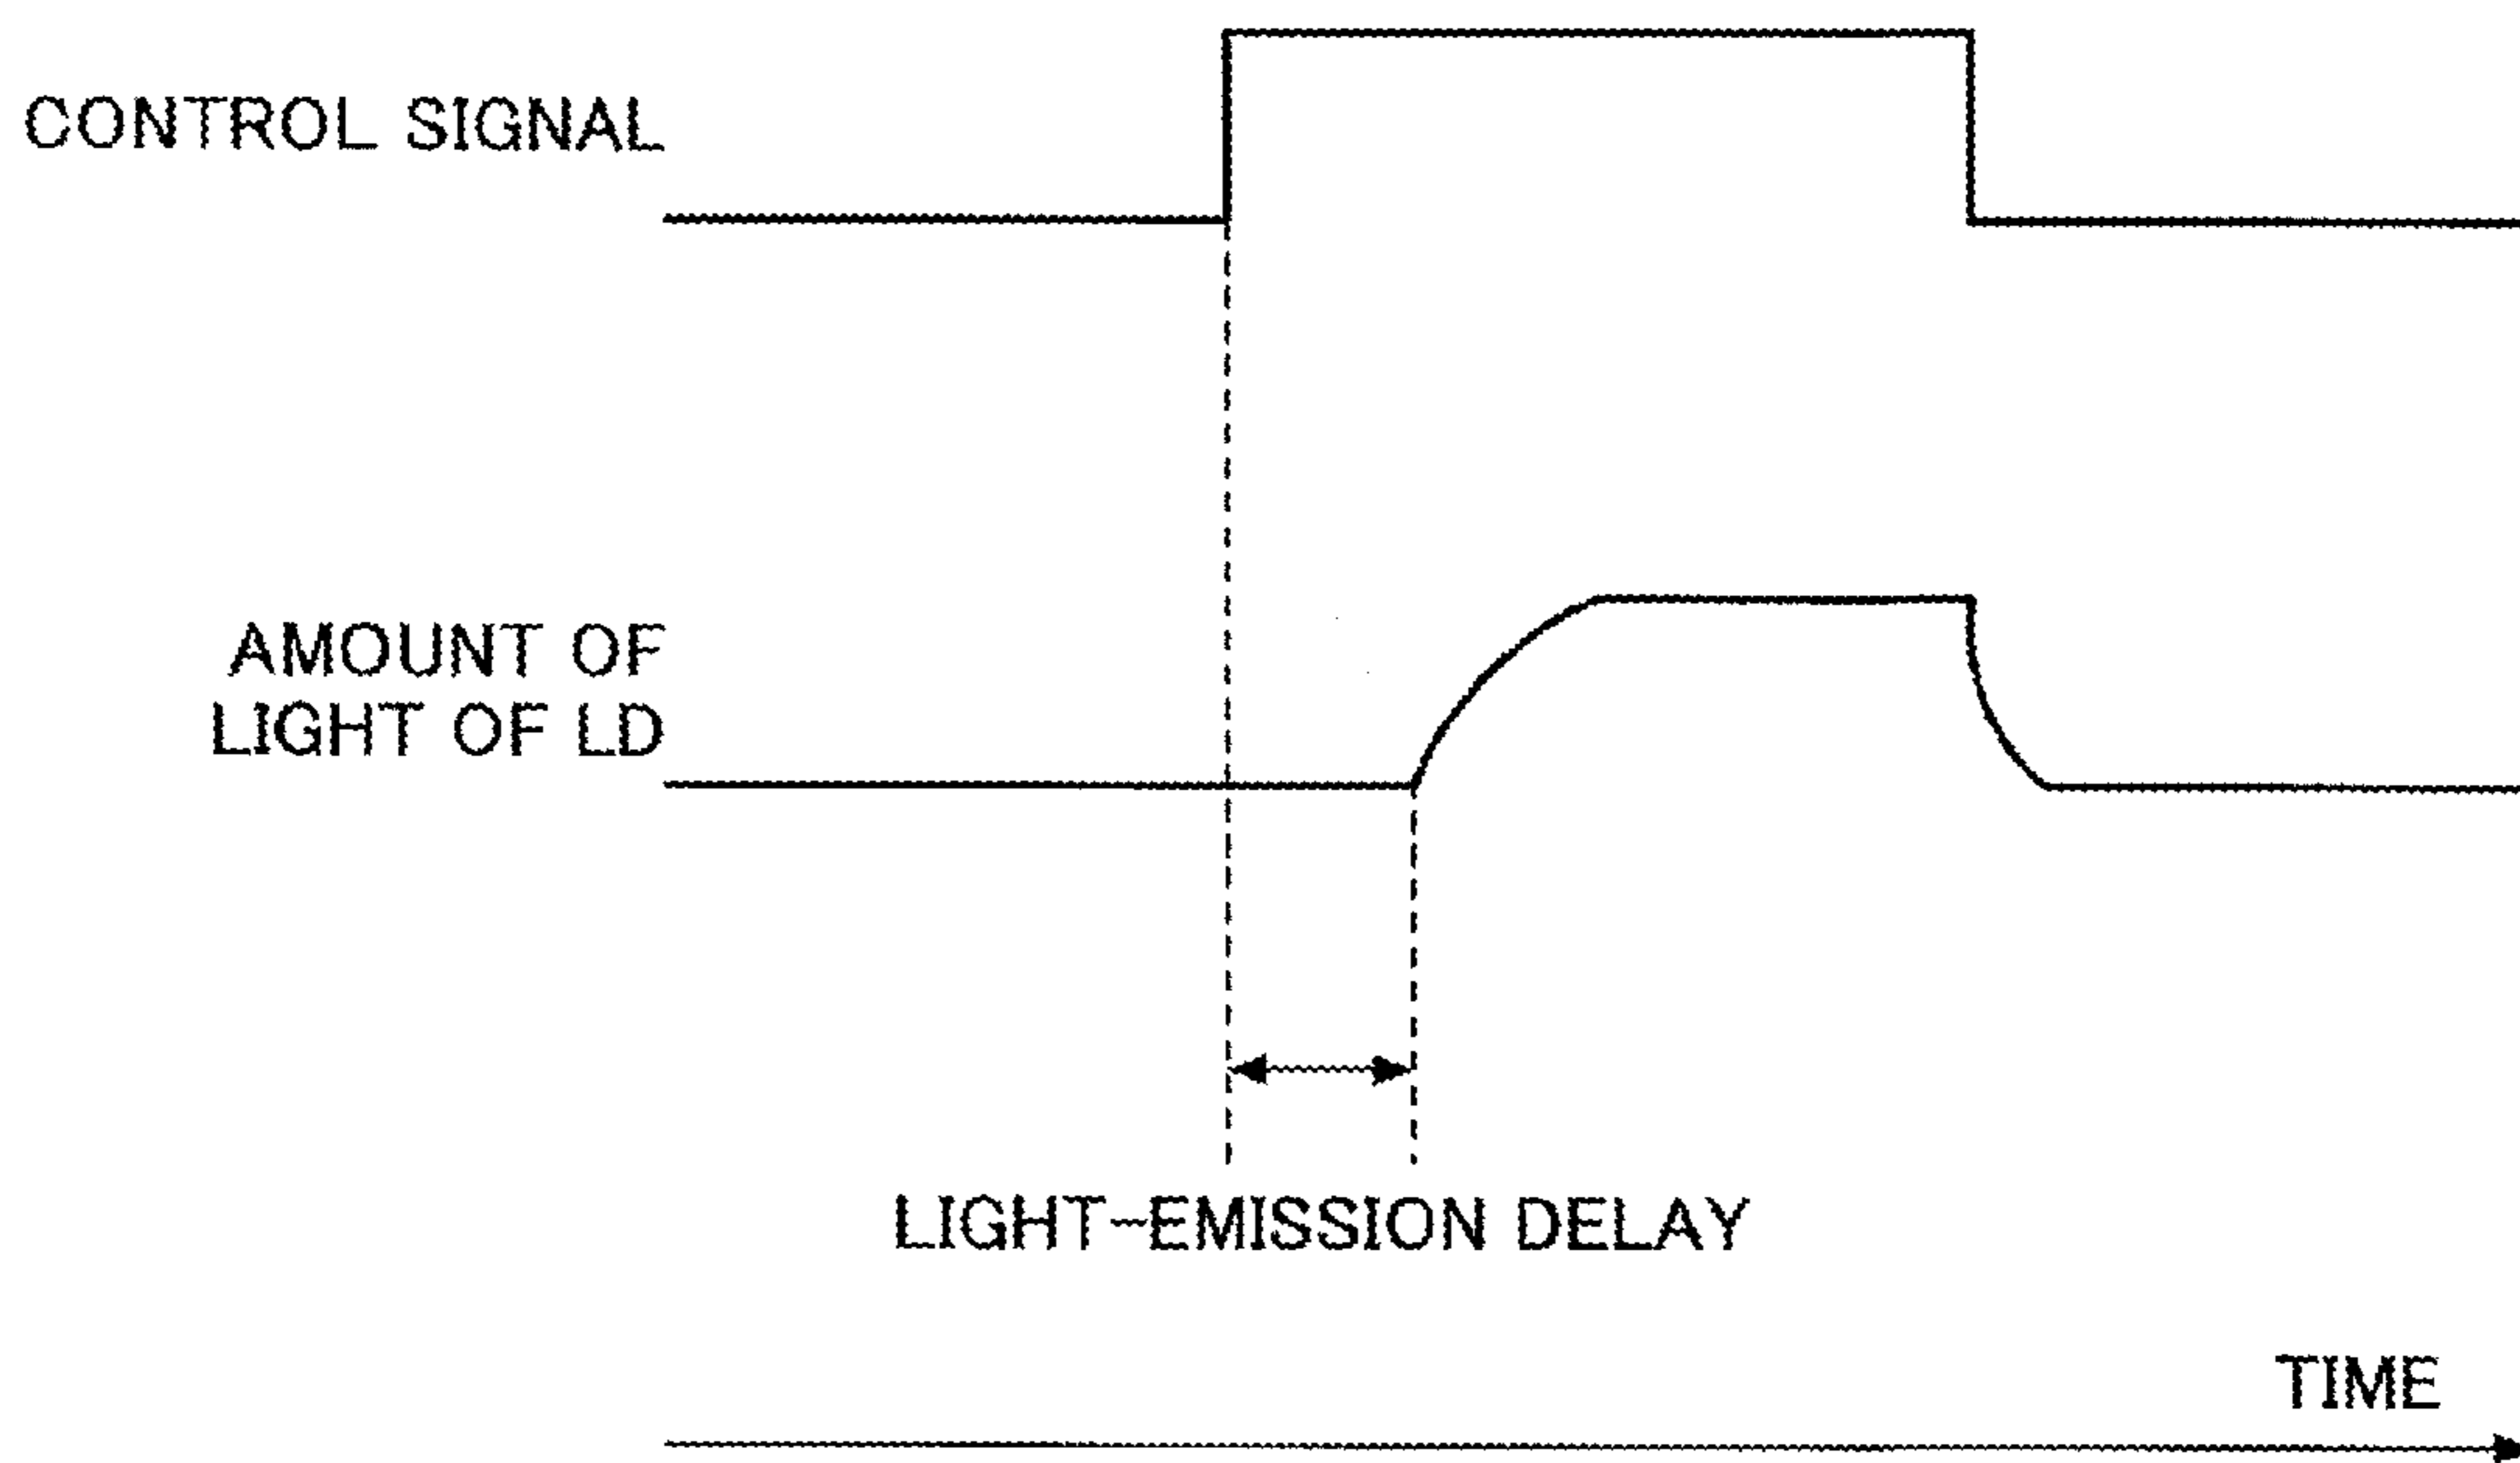 CONTROL SIGNAL
AMOUNT OF
LIGHT OF LD
LIGHT-EMISSION DELAY
TIME